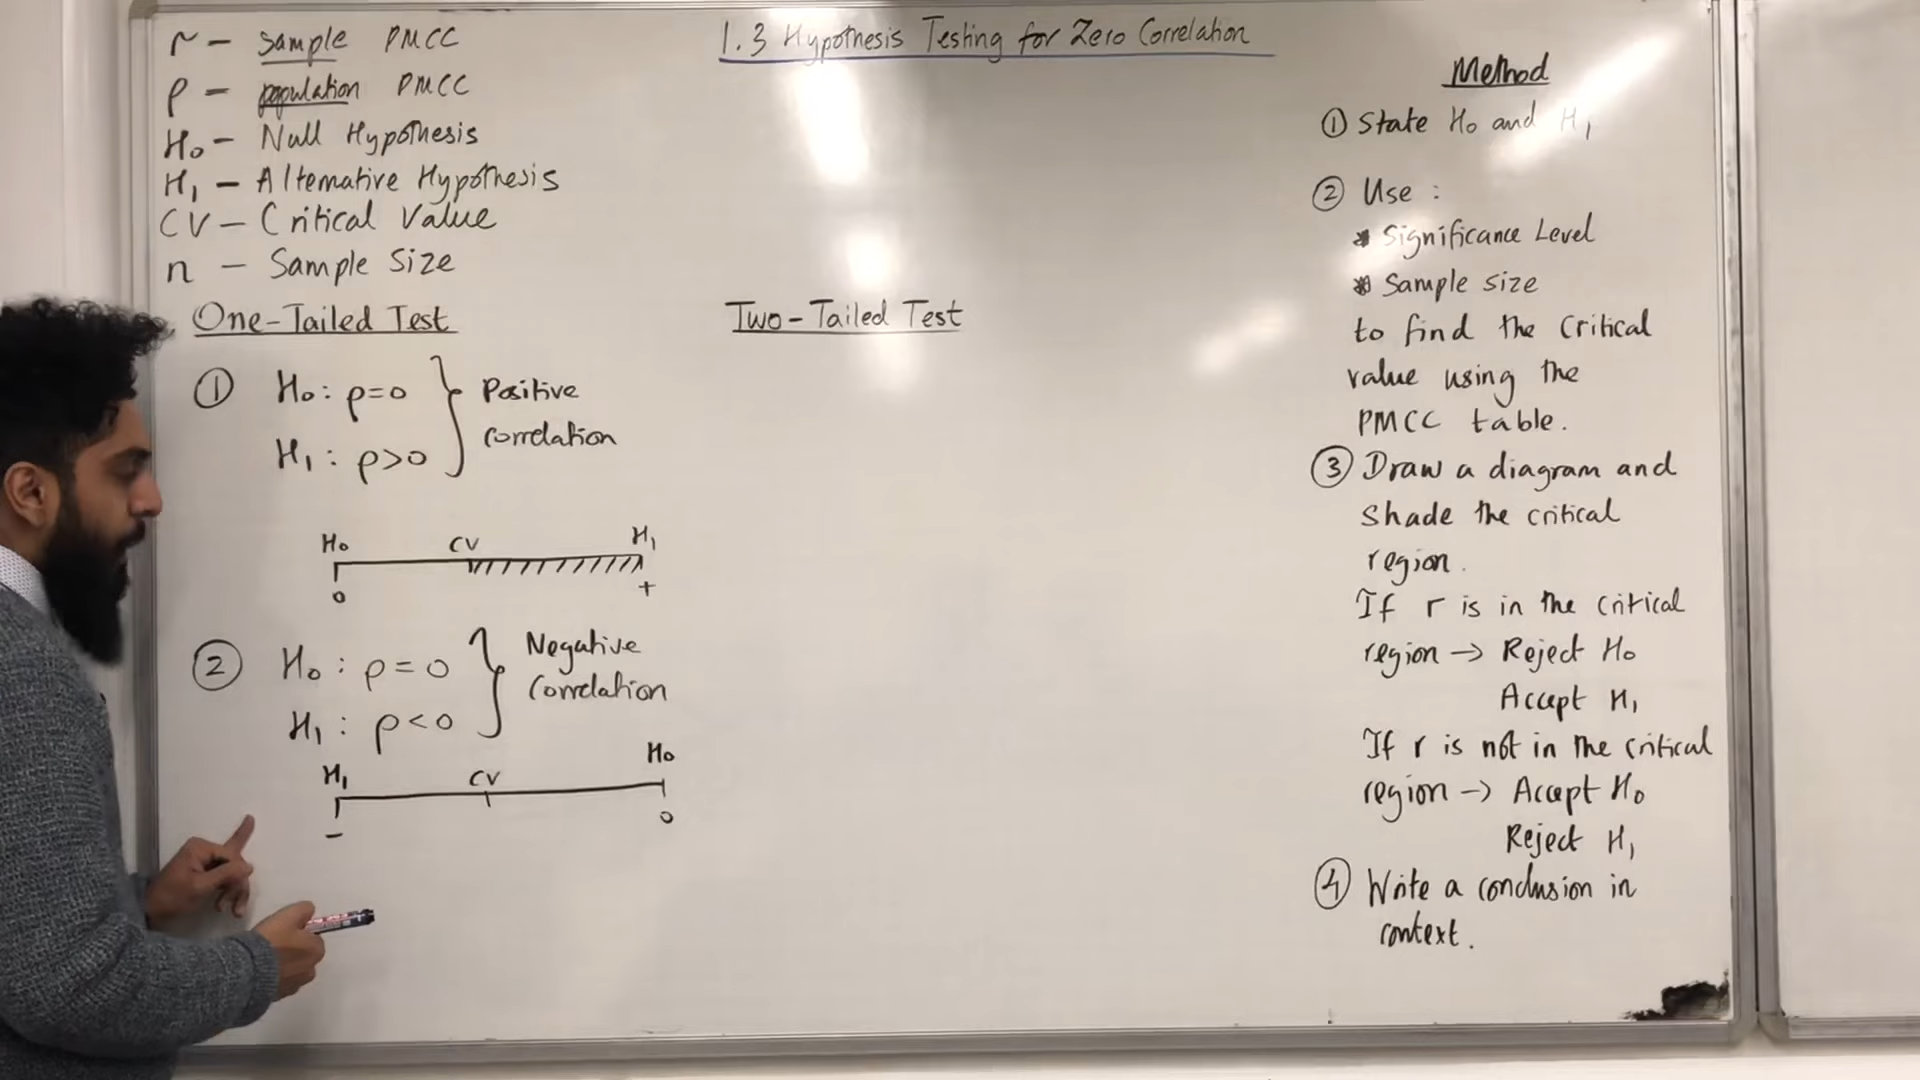 1.3 Hypothesis Testing for Zero Correlation
r - Sample PMCC
ρ - population PMCC
H₀ - Null Hypothesis
H₁ - Alternative Hypothesis
CV - Critical Value
n - Sample Size
One-Tailed Test
① H₀: ρ=0
H₁: ρ>0
Positive
correlation
H₀ CV H₁
0 +
② H₀: ρ=0
H₁: ρ<0
Negative
Correlation
H₁ CV H₀
- 0
Two-Tailed Test
Method
① State H₀ and H₁
② Use:
* Significance Level
* Sample size
to find the critical
value using the
PMCC table.
③ Draw a diagram and
shade the critical
region.
If r is in the critical
region → Reject H₀
Accept H₁
If r is not in the critical
region → Accept H₀
Reject H₁
④ Write a conclusion in
context.